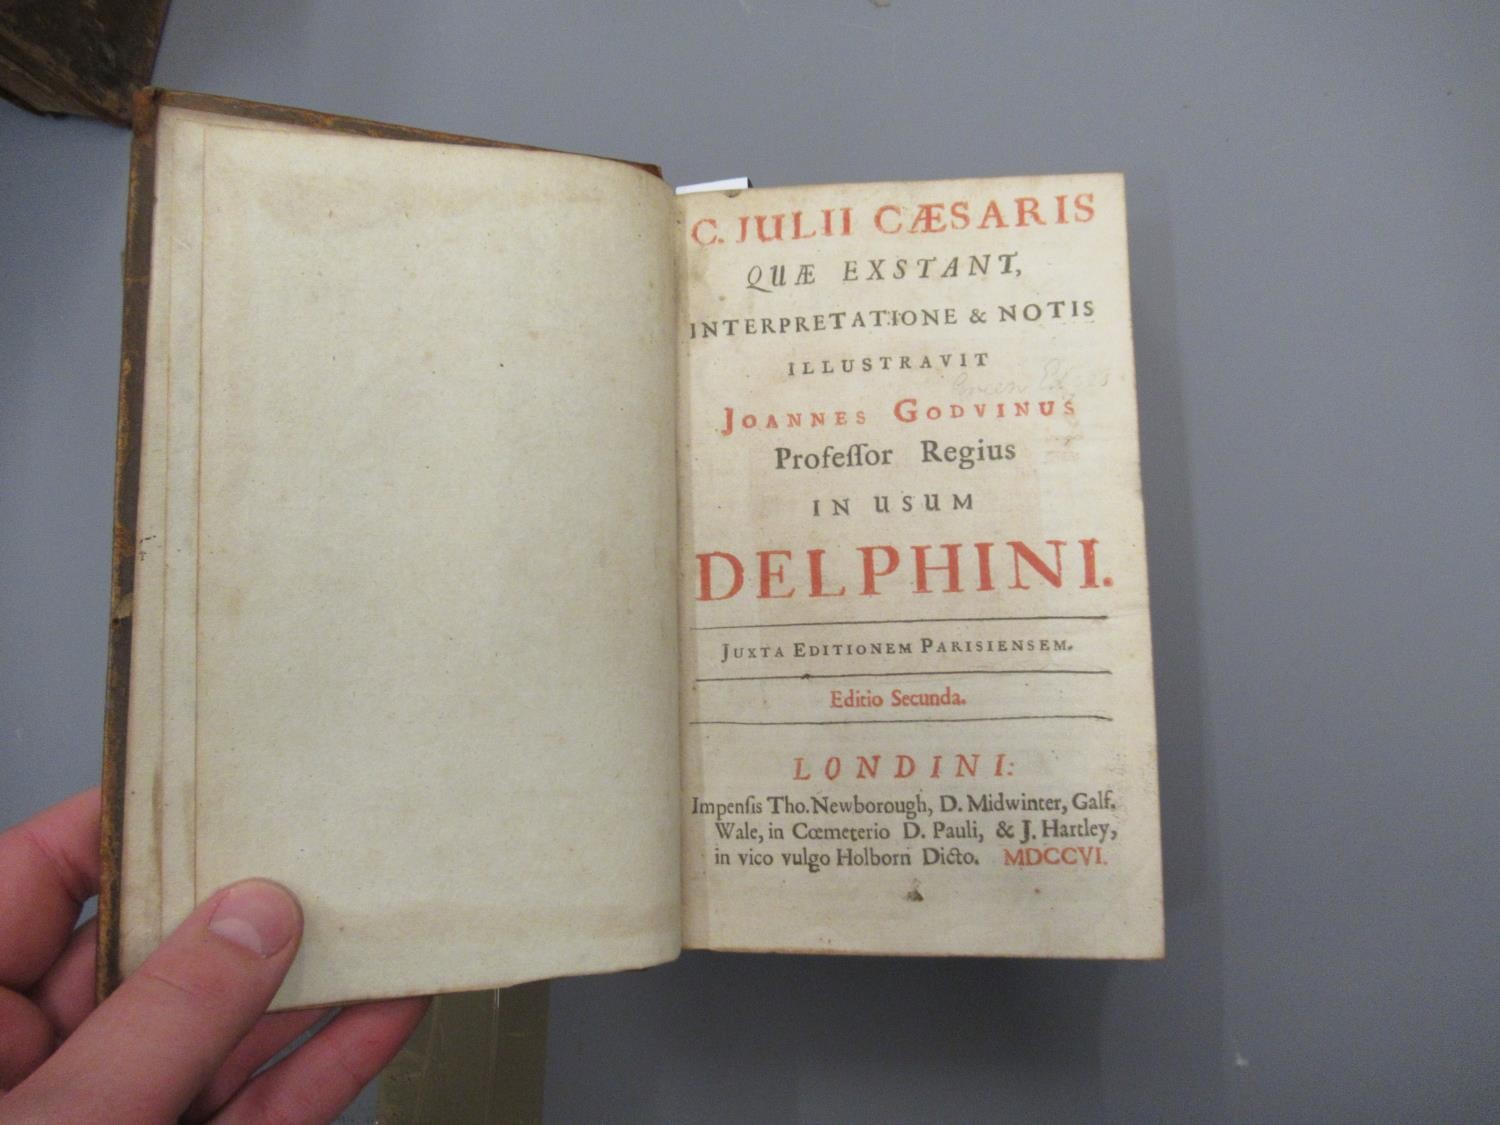 C. JULII CÆSARIS
QUÆ EXSTANT,
INTERPRETATIONE & NOTIS
ILLUSTRAVIT
JOANNES GODVINUS
Profeſſor Regius
IN USUM
DELPHINI.
JUXTA EDITIONEM PARISIENSEM.
Editio Secunda.
LONDINI:
Impenſis Tho. Newborough, D. Midwinter, Galf.
Wale, in Cœmeterio D. Pauli, & J. Hartley,
in vico vulgo Holborn Dicto. MDCCVI.